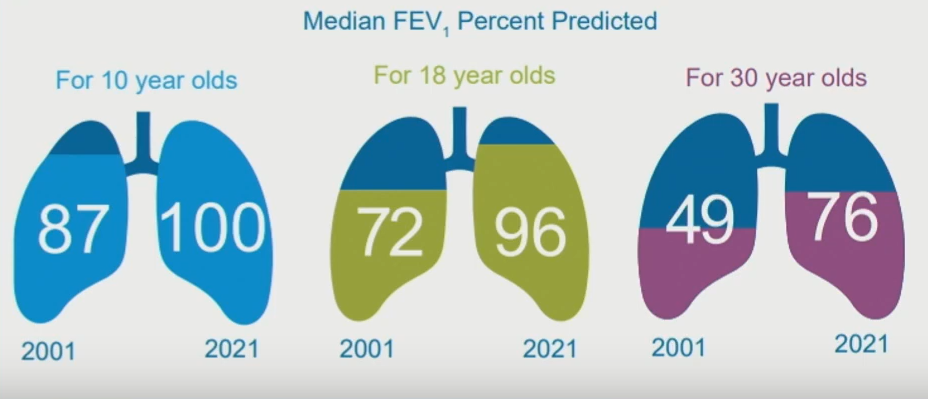 Median FEV₁ Percent Predicted
For 10 year olds
For 18 year olds
For 30 year olds
87 100
72 96
49 76
2001 2021
2001 2021
2001 2021